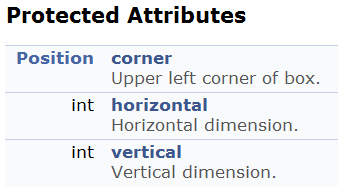 Protected Attributes
Position corner
Upper left corner of box.
int horizontal
Horizontal dimension.
int vertical
Vertical dimension.